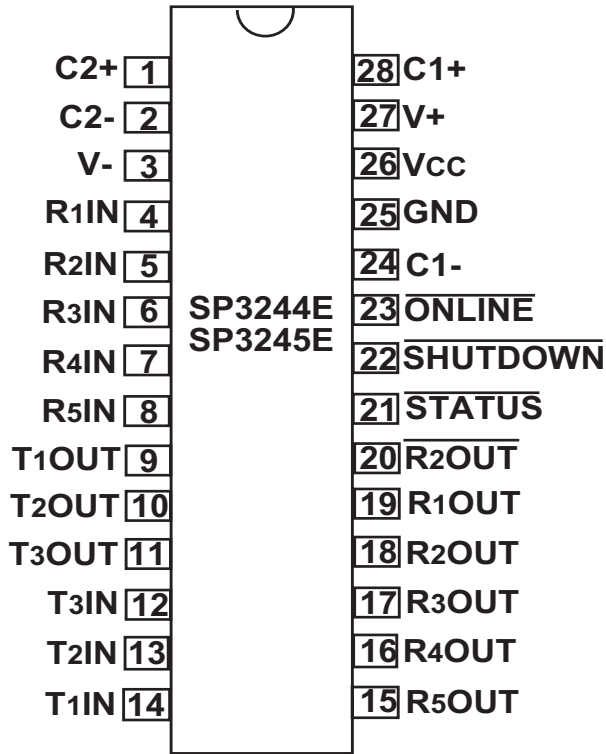 C2+ 1
C2- 2
V- 3
R1IN 4
R2IN 5
R3IN 6
R4IN 7
R5IN 8
T1OUT 9
T2OUT 10
T3OUT 11
T3IN 12
T2IN 13
T1IN 14
SP3244E
SP3245E
28 C1+
27 V+
26 VCC
25 GND
24 C1-
23 ONLINE
22 SHUTDOWN
21 STATUS
20 R2OUT
19 R1OUT
18 R2OUT
17 R3OUT
16 R4OUT
15 R5OUT